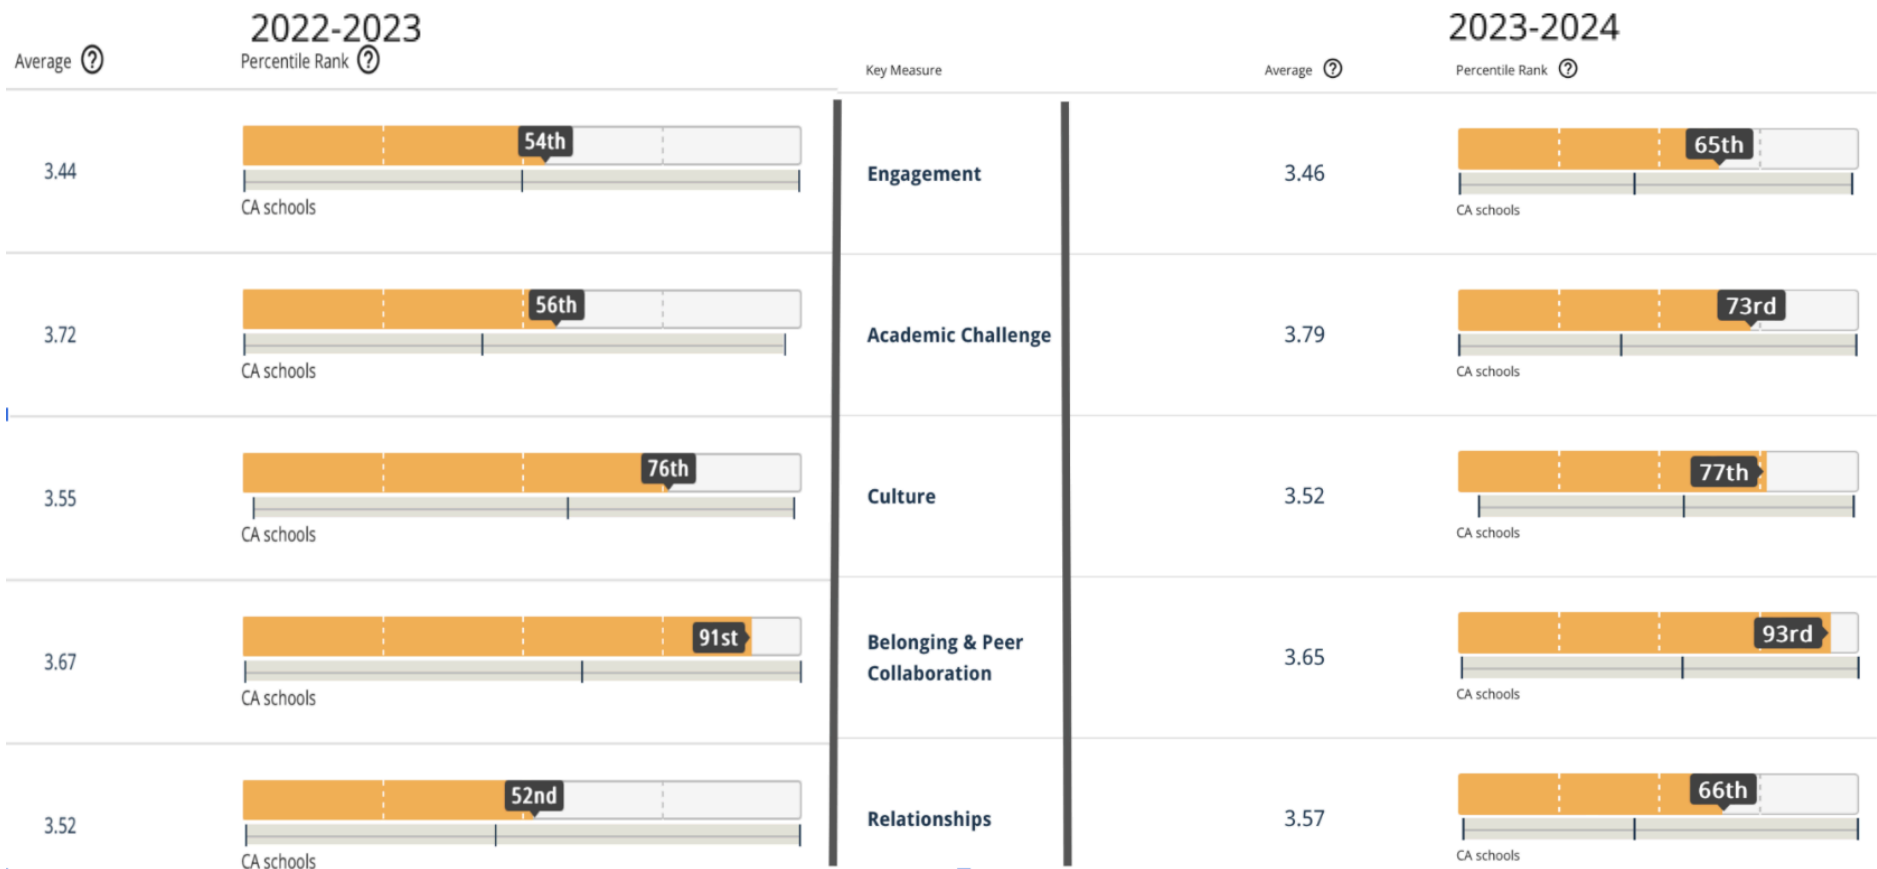 2022-2023
Average ?
Percentile Rank ?
2023-2024
Key Measure
Average ?
Percentile Rank ?
3.44
54th
CA schools
Engagement
3.46
65th
CA schools
3.72
56th
CA schools
Academic Challenge
3.79
73rd
CA schools
3.55
76th
CA schools
Culture
3.52
77th
CA schools
3.67
91st
CA schools
Belonging & Peer
Collaboration
3.65
93rd
CA schools
3.52
52nd
CA schools
Relationships
3.57
66th
CA schools